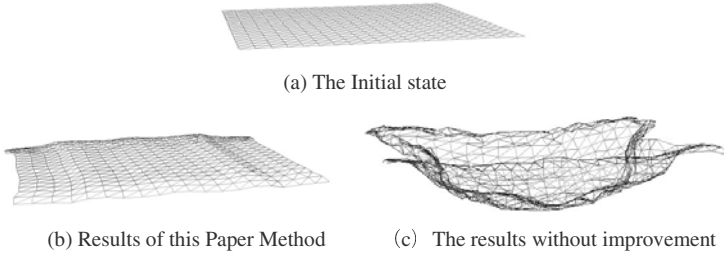 (a) The Initial state
(b) Results of this Paper Method
（c） The results without improvement